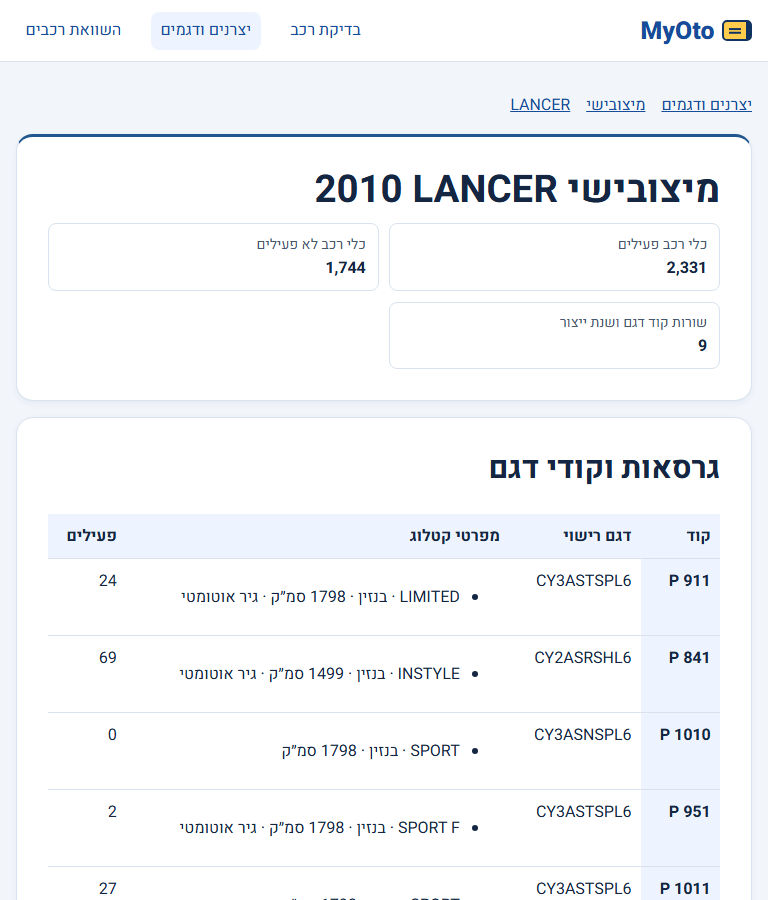 MyOto
בדיקת רכב
יצרנים ודגמים
השוואת רכבים
יצרנים ודגמים מיצובישי LANCER
מיצובישי LANCER 2010
כלי רכב פעילים
2,331
כלי רכב לא פעילים
1,744
שורות קוד דגם ושנת ייצור
9
גרסאות וקודי דגם
קוד דגם רישוי מפרטי קטלוג פעילים
P 911 CY3ASTSPL6 • LIMITED · בנזין · 1798 סמ״ק · גיר אוטומטי 24
P 841 CY2ASRSHL6 • INSTYLE · בנזין · 1499 סמ״ק · גיר אוטומטי 69
P 1010 CY3ASNSPL6 • SPORT · בנזין · 1798 סמ״ק 0
P 951 CY3ASTSPL6 • SPORT F · בנזין · 1798 סמ״ק · גיר אוטומטי 2
P 1011 CY3ASTSPL6 27